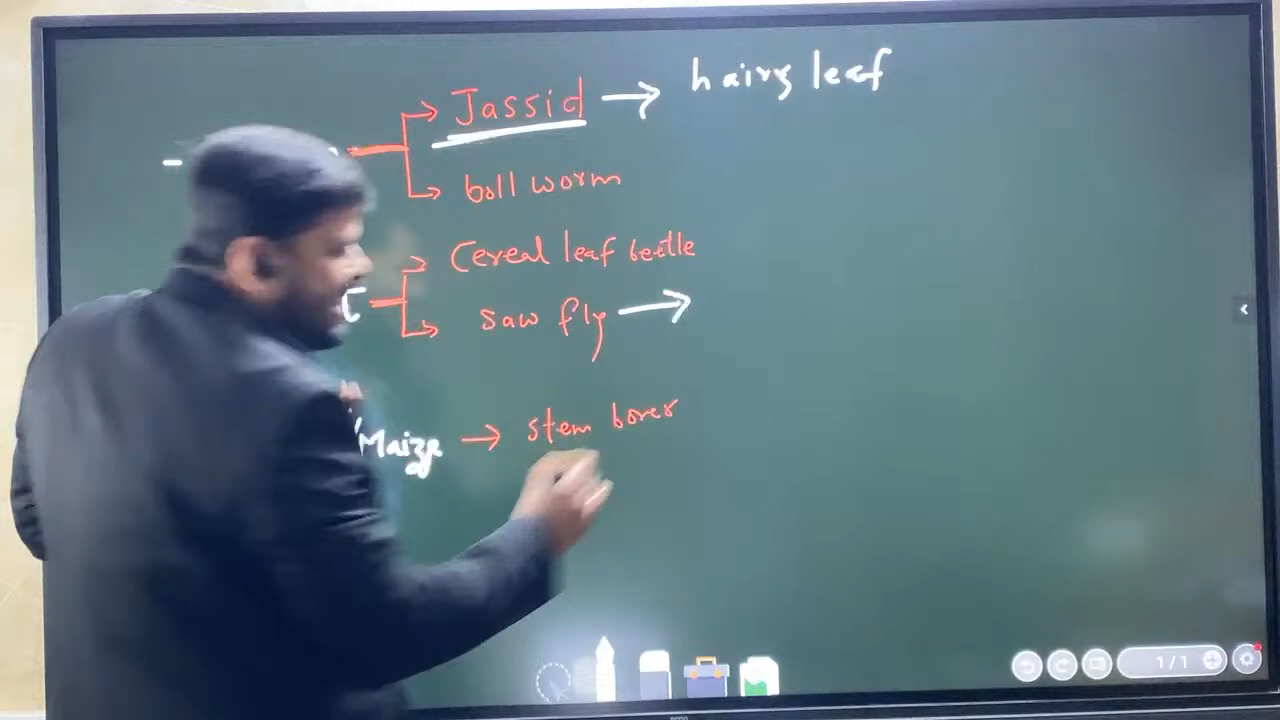 Jassid → hairy leaf
boll worm
Cereal leaf beetle
saw fly →
Maize → stem borer
1/1